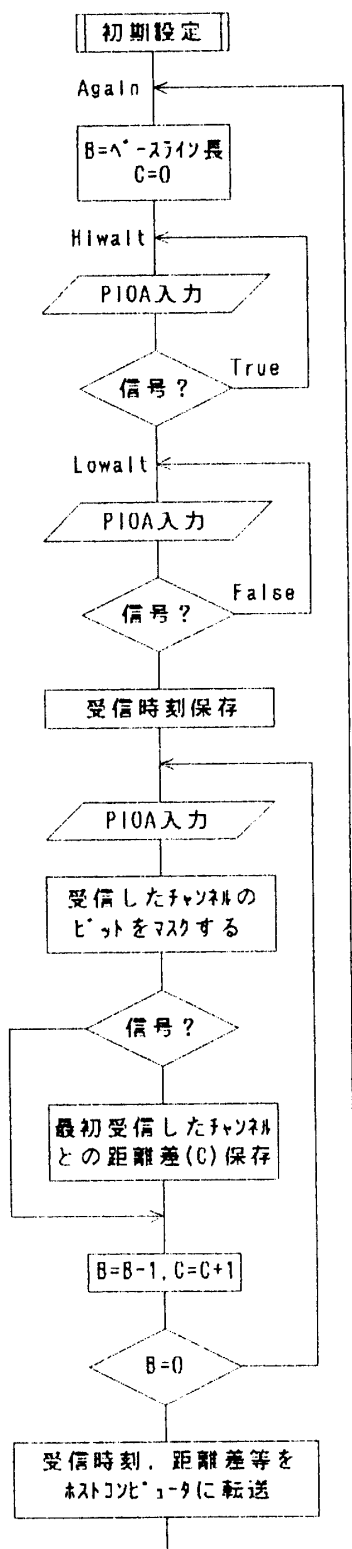 初期設定
Again
B=ベースライン長
C=0
Hiwait
PIOA入力
信号?
True
Lowait
PIOA入力
信号?
False
受信時刻保存
PIOA入力
受信したチャンネルの
ビットをマスクする
信号?
最初受信したチャンネル
との距離差(C)保存
B=B-1,C=C+1
B=0
受信時刻,距離差等を
ホストコンピュータに転送